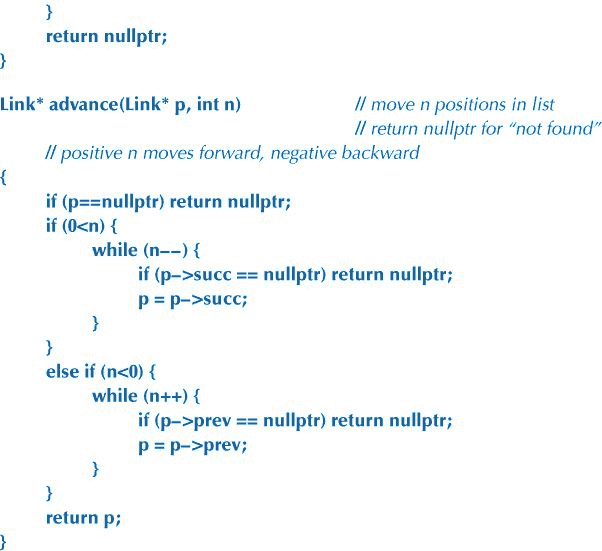 }
return nullptr;
}
Link* advance(Link* p, int n) // move n positions in list
// return nullptr for “not found”
// positive n moves forward, negative backward
{
if (p==nullptr) return nullptr;
if (0<n) {
while (n––) {
if (p–>succ == nullptr) return nullptr;
p = p–>succ;
}
}
else if (n<0) {
while (n++) {
if (p–>prev == nullptr) return nullptr;
p = p–>prev;
}
}
return p;
}